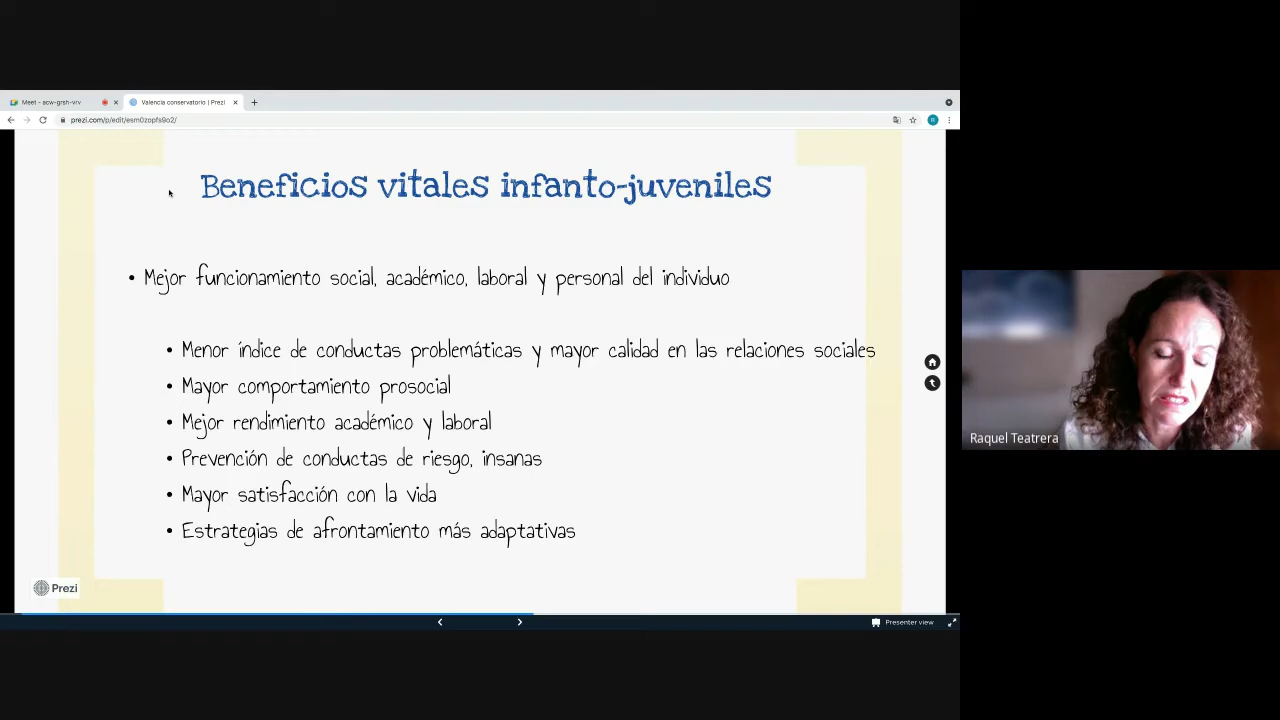 Meet - acw-grsh-vrv
Valencia conservatorio | Prezi
prezi.com/p/edit/esm0zopfs9o2/
R
Beneficios vitales infanto-juveniles
• Mejor funcionamiento social, académico, laboral y personal del individuo
• Menor índice de conductas problemáticas y mayor calidad en las relaciones sociales
• Mayor comportamiento prosocial
• Mejor rendimiento académico y laboral
• Prevención de conductas de riesgo, insanas
• Mayor satisfacción con la vida
• Estrategias de afrontamiento más adaptativas
Raquel Teatrera
Prezi
Presenter view